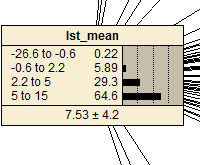 lst_mean
-26.6 to -0.6 0.22
-0.6 to 2.2 5.89
2.2 to 5 29.3
5 to 15 64.6
7.53 ± 4.2